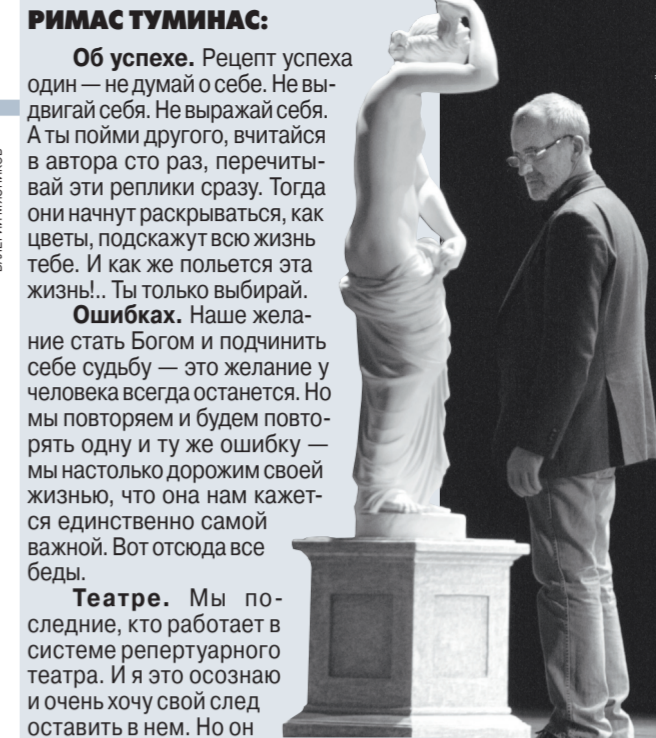 РИМАС ТУМИНАС:
Об успехе. Рецепт успеха
один — не думай о себе. Не вы-
двигай себя. Не выражай себя.
А ты пойми другого, вчитайся
в автора сто раз, перечиты-
вай эти реплики сразу. Тогда
они начнут раскрываться, как
цветы, подскажут всю жизнь
тебе. И как же польется эта
жизнь!.. Ты только выбирай.
Ошибках. Наше жела-
ние стать Богом и подчинить
себе судьбу — это желание у
человека всегда останется. Но
мы повторяем и будем повто-
рять одну и ту же ошибку —
мы настолько дорожим своей
жизнью, что она нам кажет-
ся единственно самой
важной. Вот отсюда все
беды.
Театре. Мы по-
следние, кто работает в
системе репертуарного
театра. И я это осознаю
и очень хочу свой след
оставить в нем. Но он